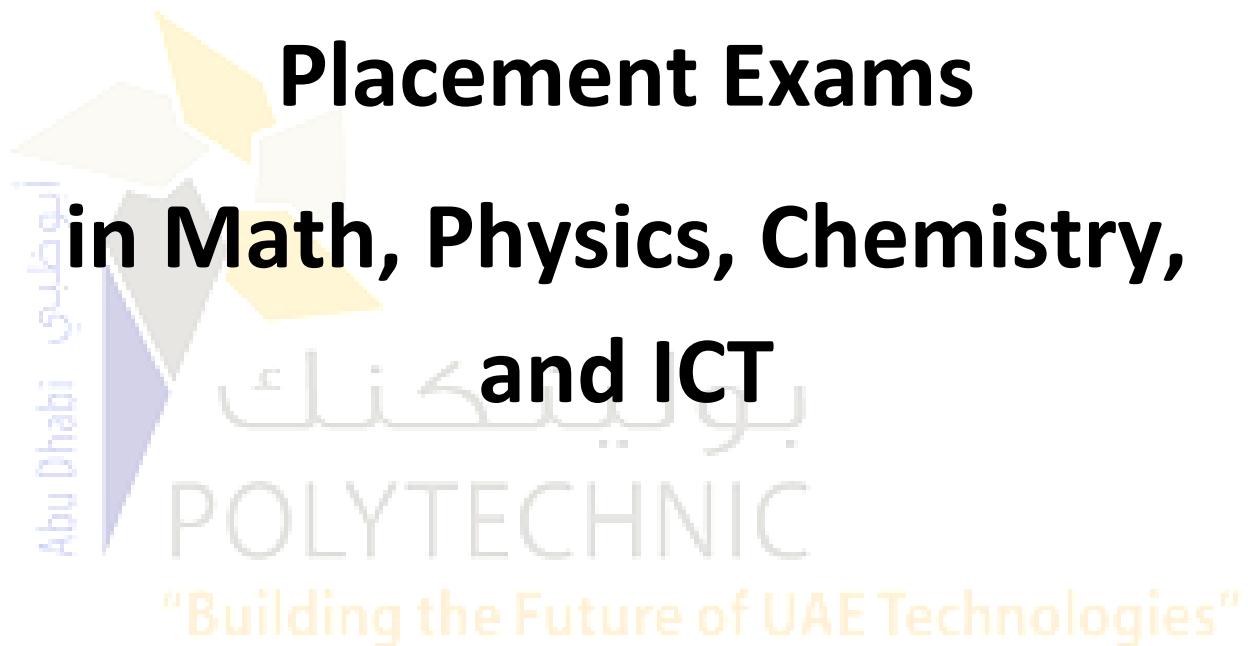 Placement Exams
in Math, Physics, Chemistry,
and ICT
أبوظبي
Abu Dhabi
بوليتكنك
POLYTECHNIC
"Building the Future of UAE Technologies"